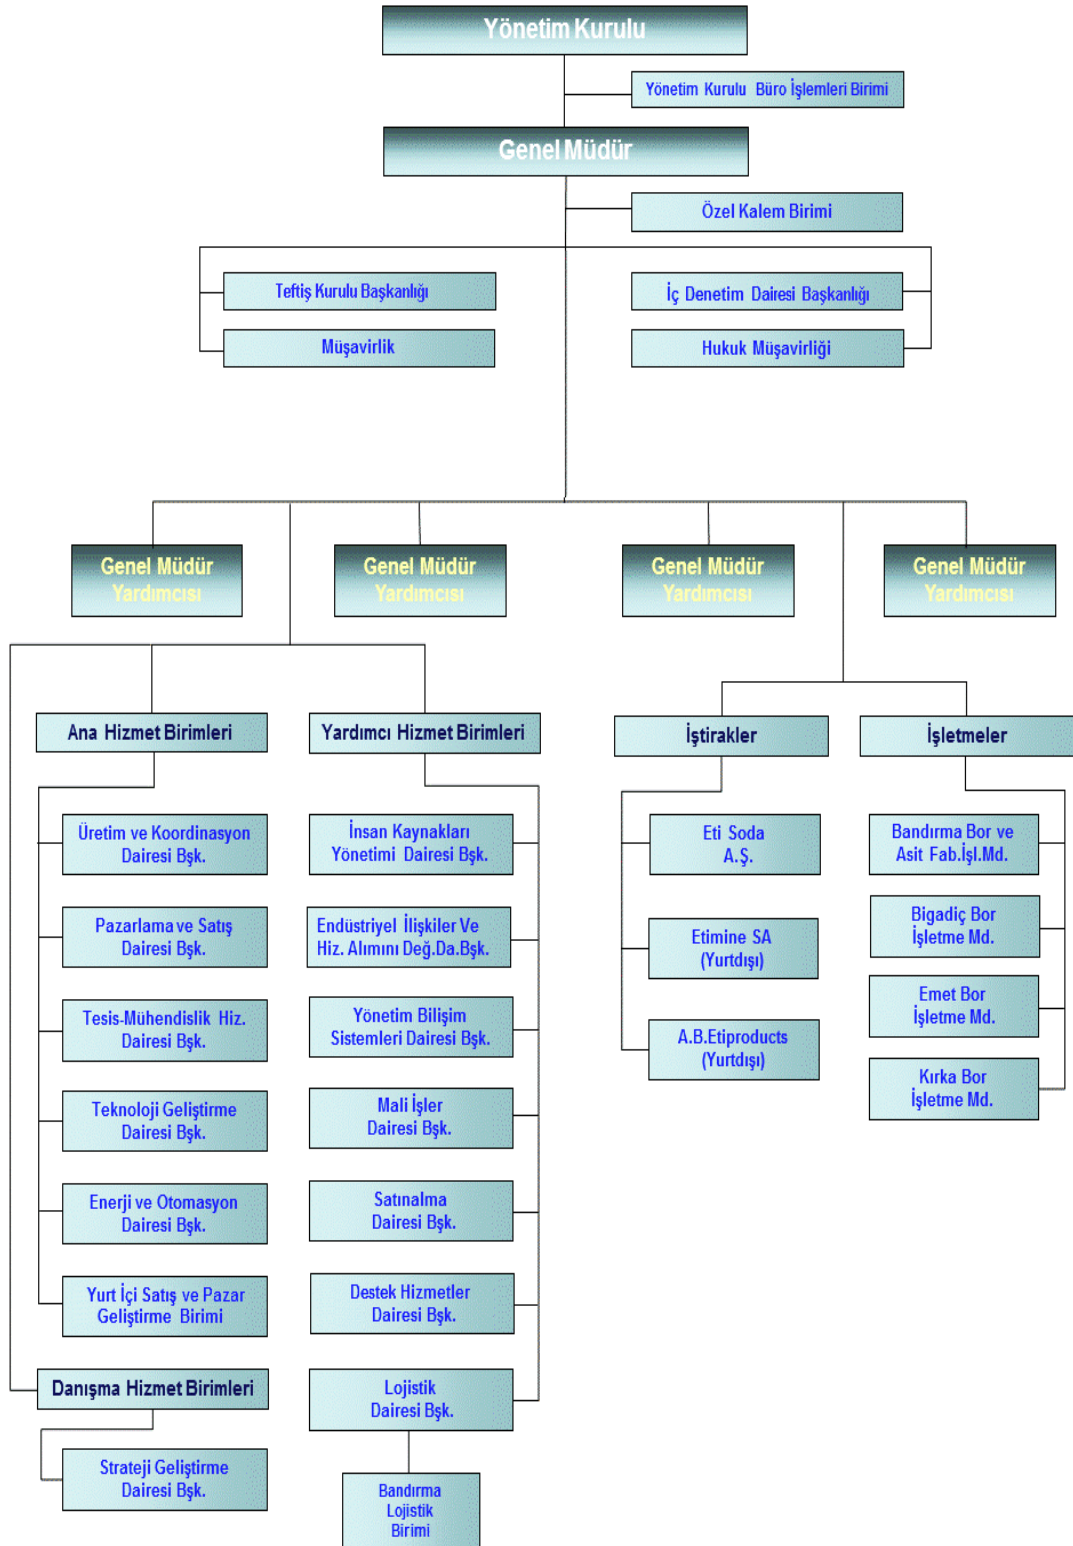 Yönetim Kurulu
Yönetim Kurulu Büro İşlemleri Birimi
Genel Müdür
Özel Kalem Birimi
Teftiş Kurulu Başkanlığı
İç Denetim Dairesi Başkanlığı
Müşavirlik
Hukuk Müşavirliği
Genel Müdür
Yardımcısı
Genel Müdür
Yardımcısı
Genel Müdür
Yardımcısı
Genel Müdür
Yardımcısı
Ana Hizmet Birimleri
Üretim ve Koordinasyon
Dairesi Bşk.
Pazarlama ve Satış
Dairesi Bşk.
Tesis-Mühendislik Hiz.
Dairesi Bşk.
Teknoloji Geliştirme
Dairesi Bşk.
Enerji ve Otomasyon
Dairesi Bşk.
Yurt İçi Satış ve Pazar
Geliştirme Birimi
Danışma Hizmet Birimleri
Strateji Geliştirme
Dairesi Bşk.
Yardımcı Hizmet Birimleri
İnsan Kaynakları
Yönetimi Dairesi Bşk.
Endüstriyel İlişkiler Ve
Hiz. Alımını Değ.Da.Bşk.
Yönetim Bilişim
Sistemleri Dairesi Bşk.
Mali İşler
Dairesi Bşk.
Satınalma
Dairesi Bşk.
Destek Hizmetler
Dairesi Bşk.
Lojistik
Dairesi Bşk.
Bandırma
Lojistik
Birimi
İştirakler
Eti Soda
A.Ş.
Etimine SA
(Yurtdışı)
A.B.Etiproducts
(Yurtdışı)
İşletmeler
Bandırma Bor ve
Asit Fab.İşl.Md.
Bigadiç Bor
İşletme Md.
Emet Bor
İşletme Md.
Kırka Bor
İşletme Md.